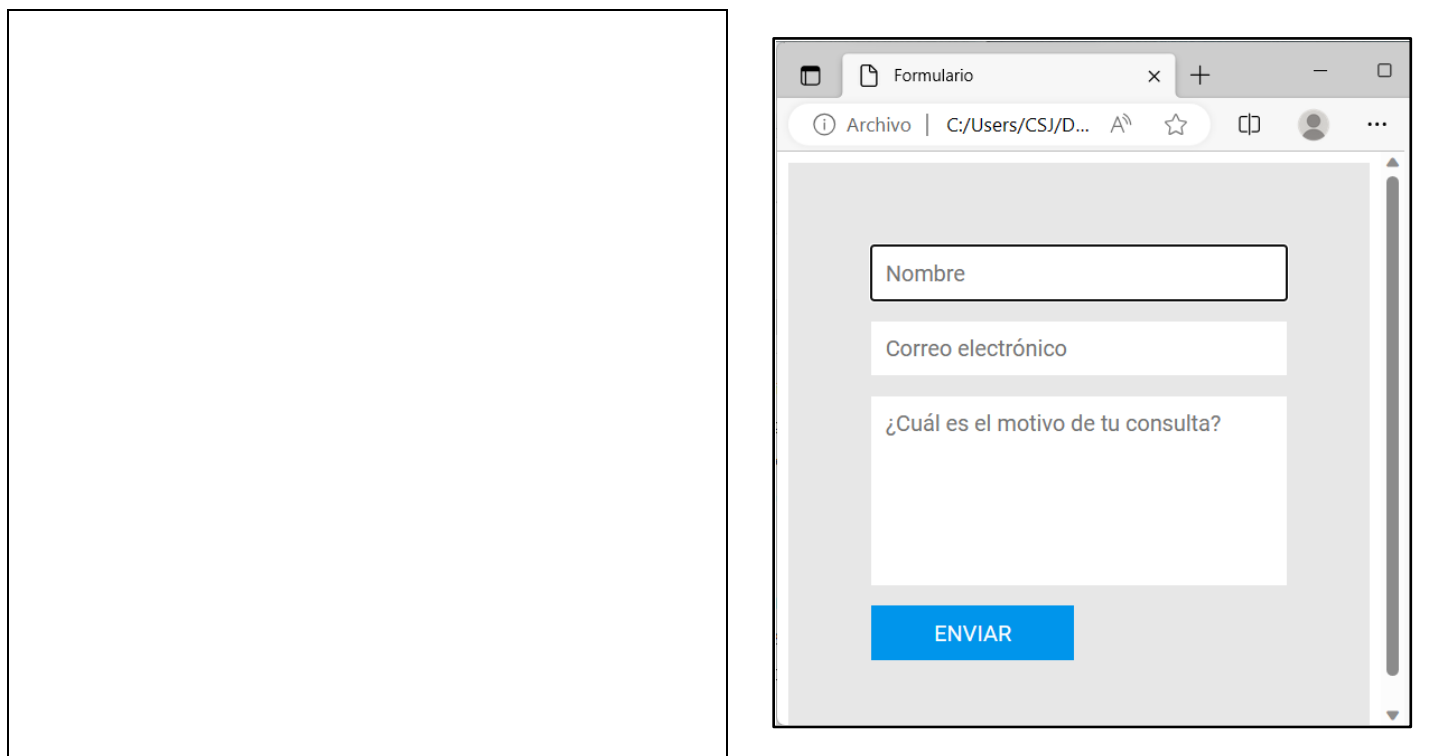 Formulario
Archivo | C:/Users/CSJ/D... A
Nombre
Correo electrónico
¿Cuál es el motivo de tu consulta?
ENVIAR